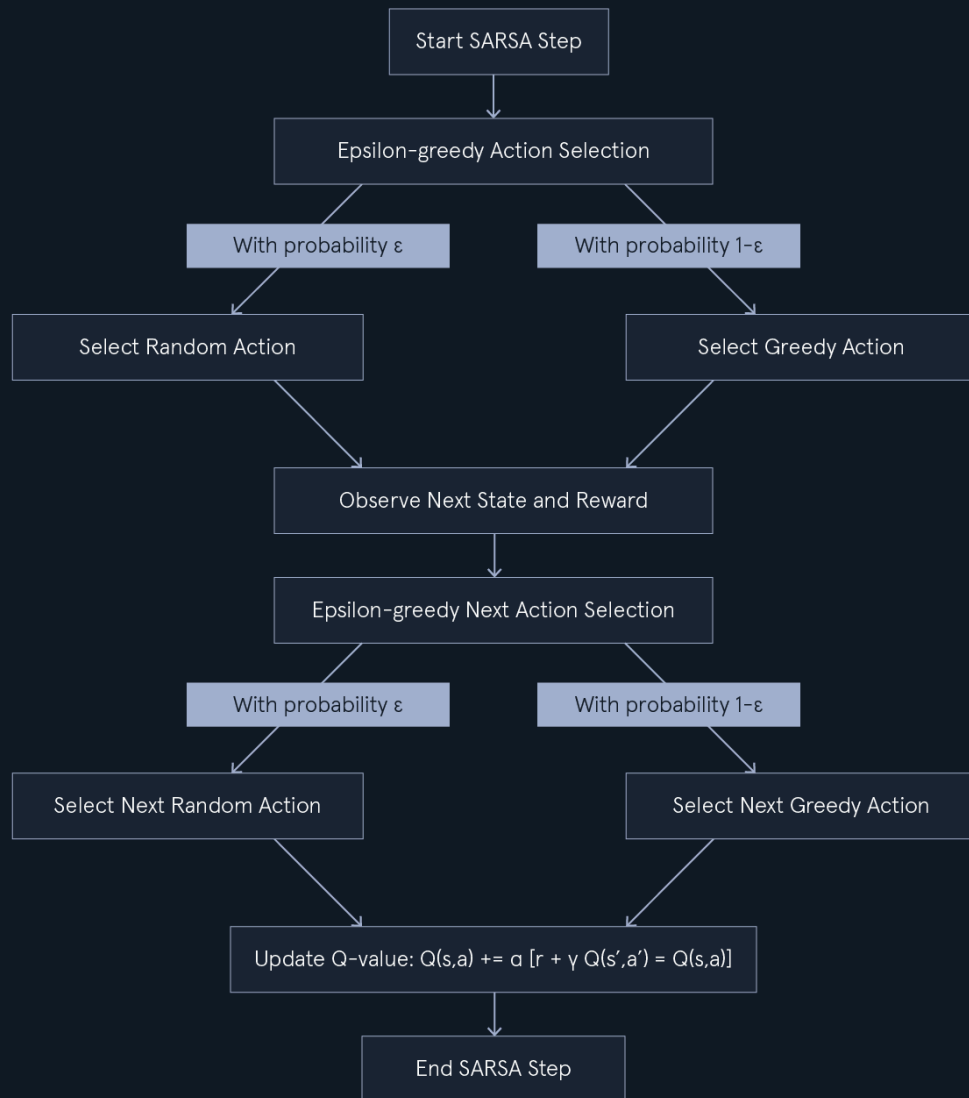 Start SARSA Step
Epsilon-greedy Action Selection
With probability ε
With probability 1-ε
Select Random Action
Select Greedy Action
Observe Next State and Reward
Epsilon-greedy Next Action Selection
With probability ε
With probability 1-ε
Select Next Random Action
Select Next Greedy Action
Update Q-value: Q(s,a) += α [r + γ Q(s’,a’) = Q(s,a)]
End SARSA Step